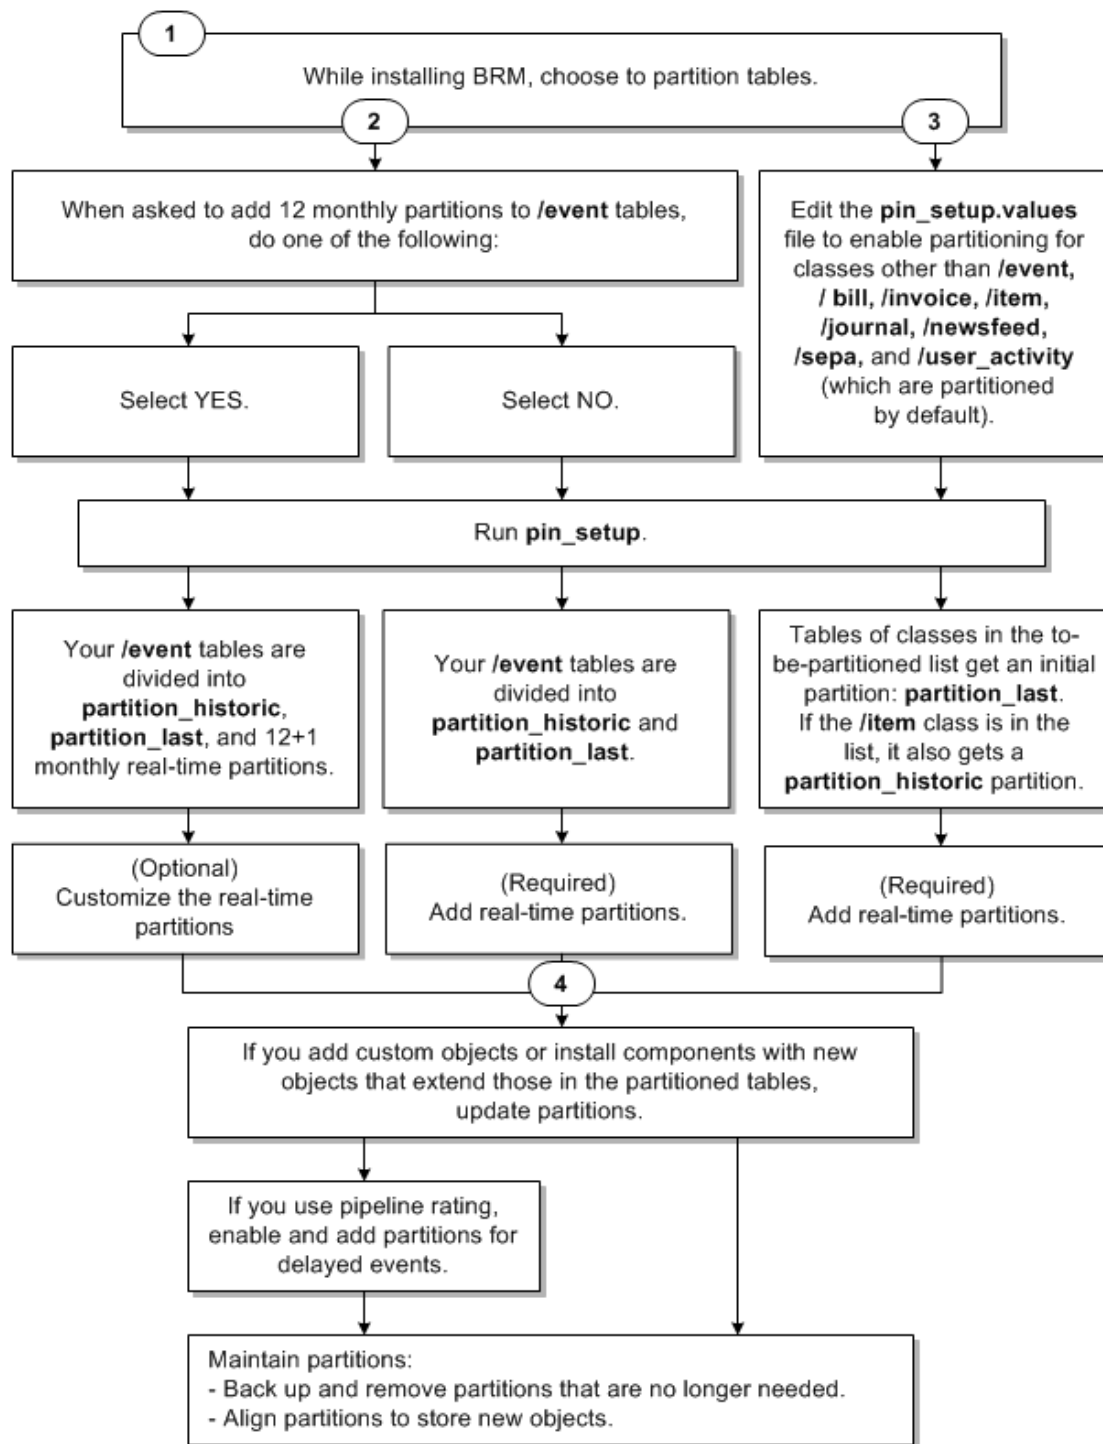 1
While installing BRM, choose to partition tables.
2
3
When asked to add 12 monthly partitions to /event tables,
do one of the following:
Edit the pin_setup.values
file to enable partitioning for
classes other than /event,
/ bill, /invoice, /item,
/journal, /newsfeed,
/sepa, and /user_activity
(which are partitioned
by default).
Select YES.
Select NO.
Run pin_setup.
Your /event tables are
divided into
partition_historic,
partition_last, and 12+1
monthly real-time partitions.
Your /event tables are
divided into
partition_historic and
partition_last.
Tables of classes in the to-
be-partitioned list get an initial
partition: partition_last.
If the /item class is in the
list, it also gets a
partition_historic partition.
(Optional)
Customize the real-time
partitions
(Required)
Add real-time partitions.
(Required)
Add real-time partitions.
4
If you add custom objects or install components with new
objects that extend those in the partitioned tables,
update partitions.
If you use pipeline rating,
enable and add partitions for
delayed events.
Maintain partitions:
- Back up and remove partitions that are no longer needed.
- Align partitions to store new objects.